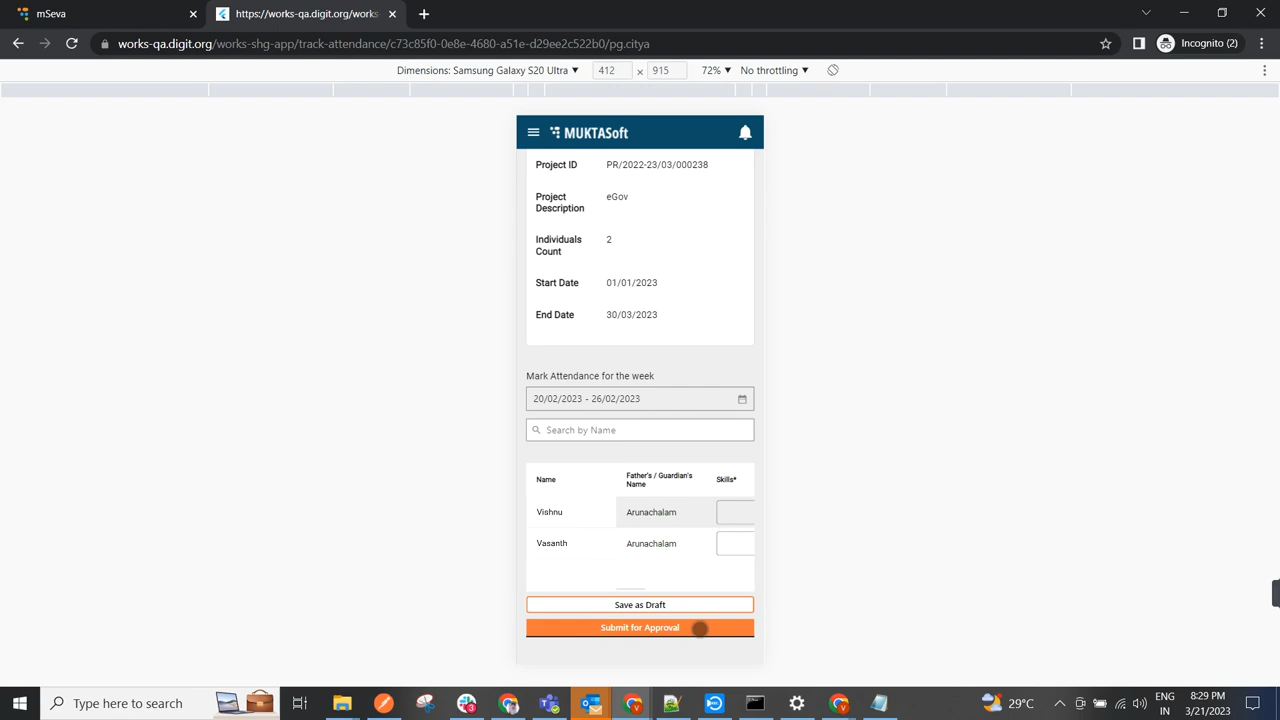 mSeva
https://works-qa.digit.org/works
works-qa.digit.org/works-shg-app/track-attendance/c73c85f0-0e8e-4680-a51e-d29ee2c522b0/pg.citya
Incognito (2)
Dimensions: Samsung Galaxy S20 Ultra ▼ 412 × 915 72% ▼ No throttling ▼
MUKTASoft
Project ID PR/2022-23/03/000238
Project Description eGov
Individuals Count 2
Start Date 01/01/2023
End Date 30/03/2023
Mark Attendance for the week
20/02/2023 - 26/02/2023
Search by Name
Name Father's / Guardian's Name Skills*
Vishnu Arunachalam
Vasanth Arunachalam
Save as Draft
Submit for Approval
Type here to search
29°C
ENG
IN
8:29 PM
3/21/2023